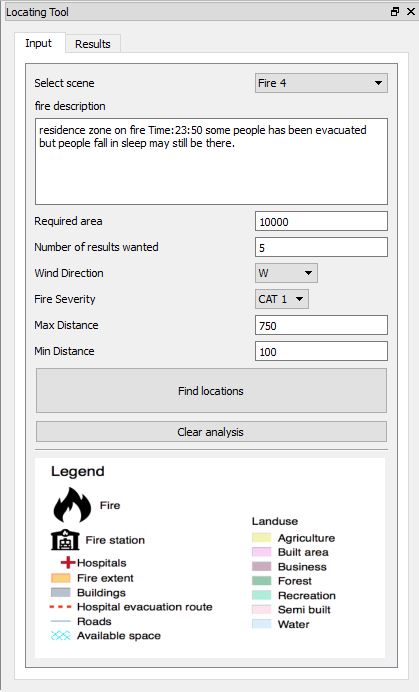 Locating Tool
Input Results
Select scene Fire 4
fire description
residence zone on fire Time:23:50 some people has been evacuated
but people fall in sleep may still be there.
Required area 10000
Number of results wanted 5
Wind Direction W
Fire Severity CAT 1
Max Distance 750
Min Distance 100
Find locations
Clear analysis
Legend
Fire
Fire station
Hospitals
Fire extent
Buildings
Hospital evacuation route
Roads
Available space
Landuse
Agriculture
Built area
Business
Forest
Recreation
Semi built
Water